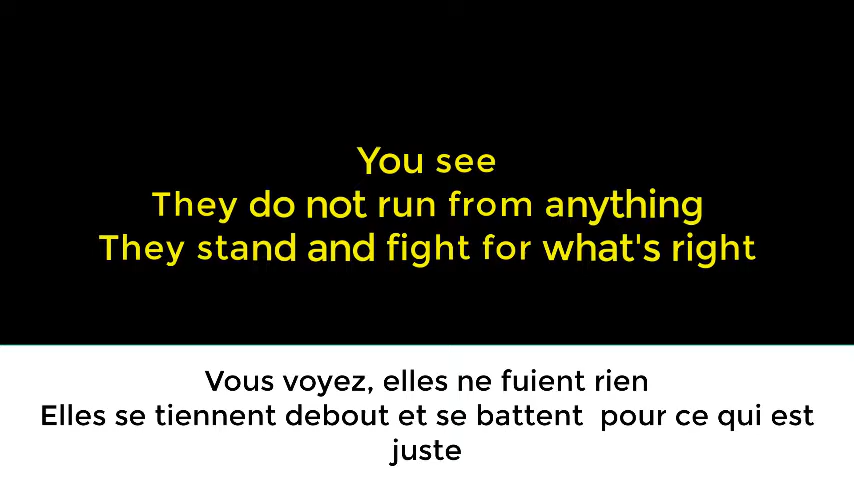 You see
They do not run from anything
They stand and fight for what's right
Vous voyez, elles ne fuient rien
Elles se tiennent debout et se battent  pour ce qui est
juste